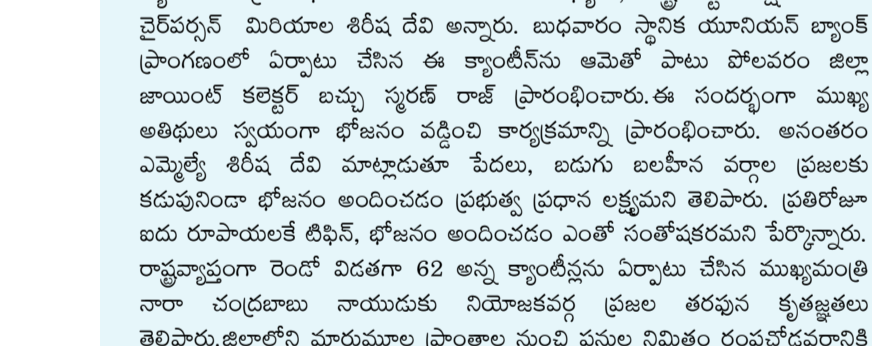 చైర్‌పర్సన్ మిరియాల శిరీష దేవి అన్నారు. బుధవారం స్థానిక యూనియన్ బ్యాంక్
ప్రాంగణంలో ఏర్పాటు చేసిన ఈ క్యాంటీన్‌ను ఆమెతో పాటు పోలవరం జిల్లా
జాయింట్ కలెక్టర్ బచ్చు స్మరణ్ రాజ్ ప్రారంభించారు.ఈ సందర్భంగా ముఖ్య
అతిథులు స్వయంగా భోజనం వడ్డించి కార్యక్రమాన్ని ప్రారంభించారు. అనంతరం
ఎమ్మెల్యే శిరీష దేవి మాట్లాడుతూ పేదలు, బడుగు బలహీన వర్గాల ప్రజలకు
కడుపునిండా భోజనం అందించడం ప్రభుత్వ ప్రధాన లక్ష్యమని తెలిపారు. ప్రతిరోజూ
ఐదు రూపాయలకే టిఫిన్, భోజనం అందించడం ఎంతో సంతోషకరమని పేర్కొన్నారు.
రాష్ట్రవ్యాప్తంగా రెండో విడతగా 62 అన్న క్యాంటీన్లను ఏర్పాటు చేసిన ముఖ్యమంత్రి
నారా చంద్రబాబు నాయుడుకు నియోజకవర్గ ప్రజల తరఫున కృతజ్ఞతలు
తెలిపారు.జిల్లాలోని మారుమూల ప్రాంతాల నుంచి పనుల నిమిత్తం రంపచోడవరానికి